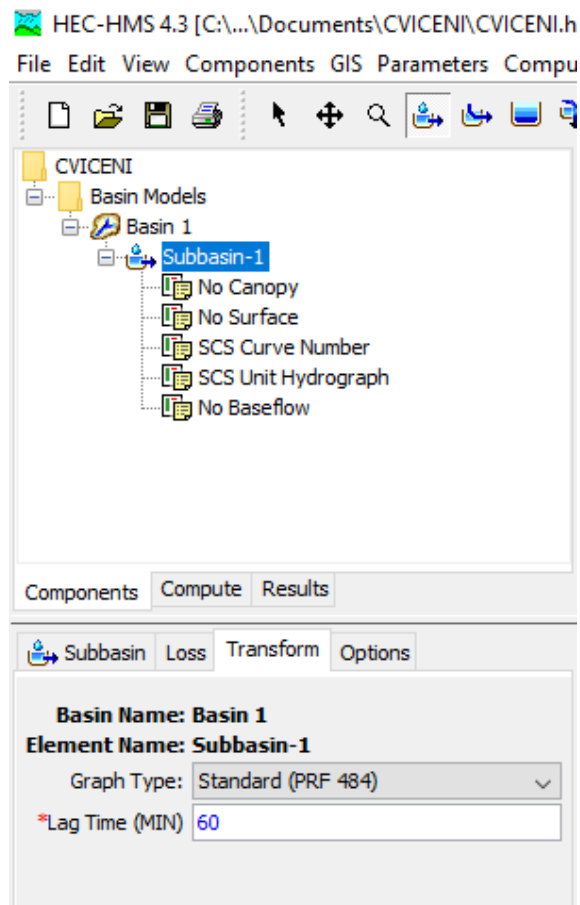 HEC-HMS 4.3 [C:\...\Documents\CVICENI\CVICENI.h
File Edit View Components GIS Parameters Compu
CVICENI
Basin Models
Basin 1
Subbasin-1
No Canopy
No Surface
SCS Curve Number
SCS Unit Hydrograph
No Baseflow
Components Compute Results
Subbasin Loss Transform Options
Basin Name: Basin 1
Element Name: Subbasin-1
Graph Type: Standard (PRF 484)
*Lag Time (MIN) 60